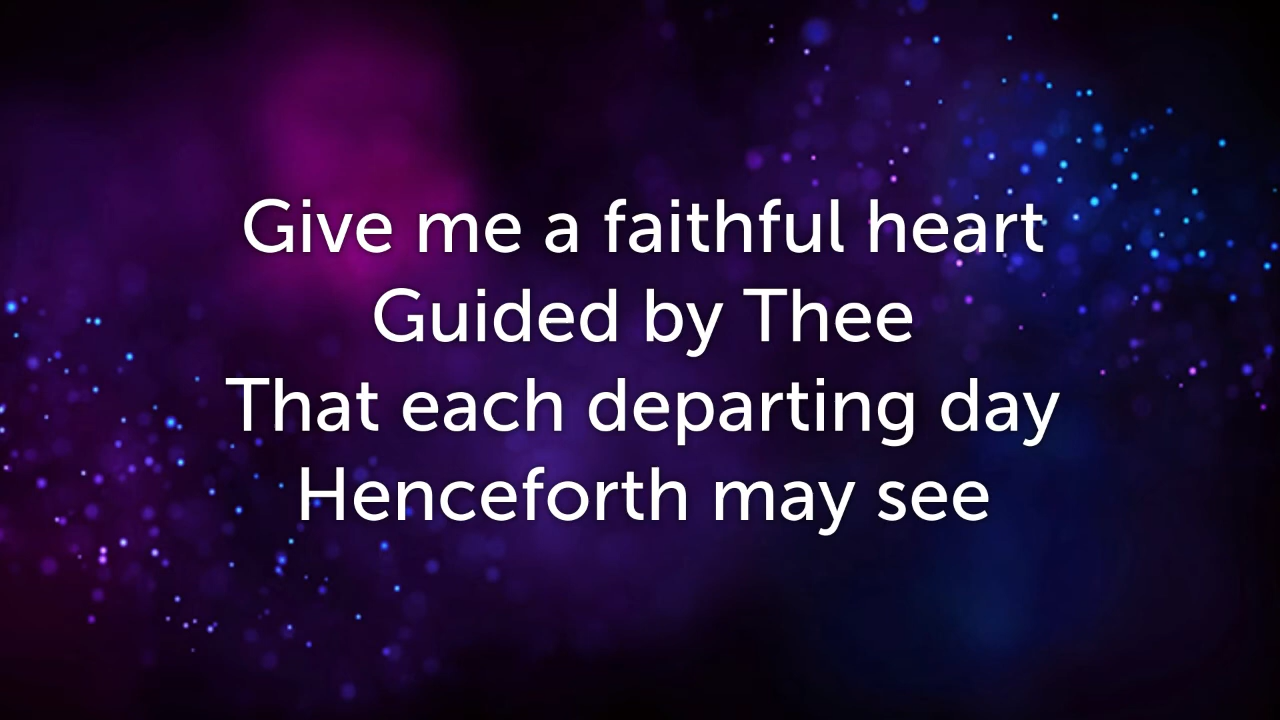 Give me a faithful heart
Guided by Thee
That each departing day
Henceforth may see